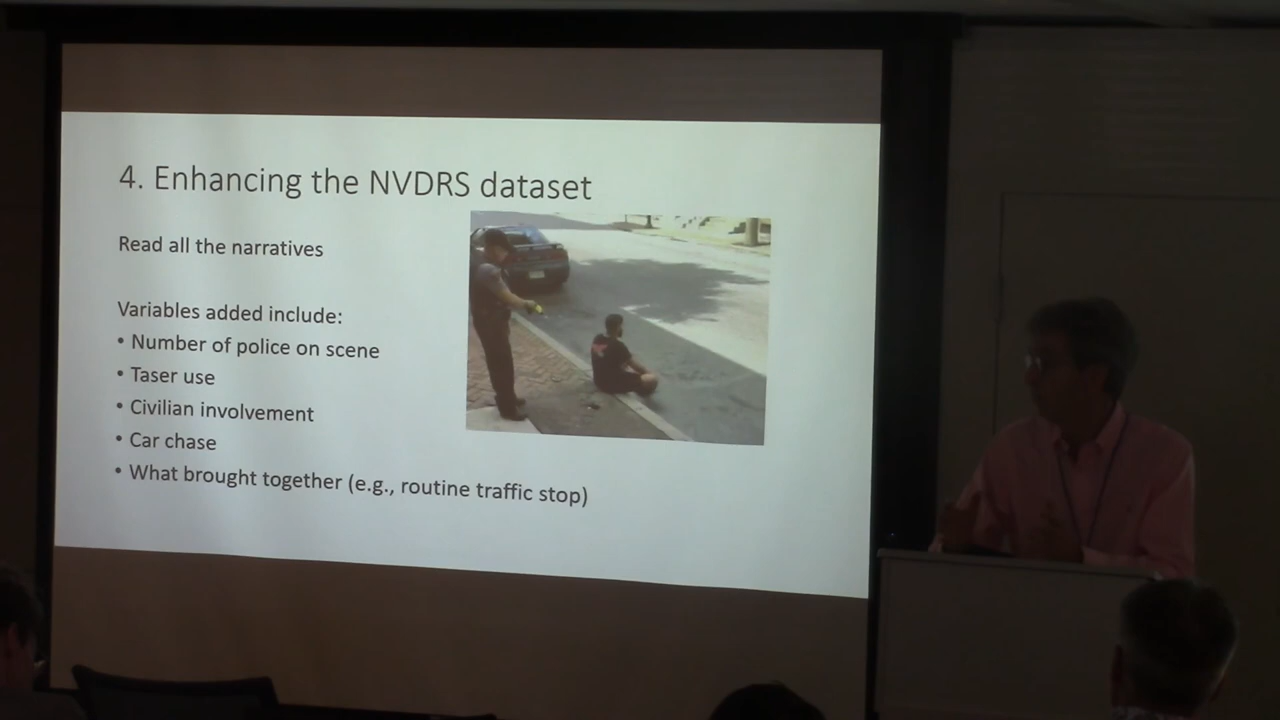 4. Enhancing the NVDRS dataset
Read all the narratives
Variables added include:
• Number of police on scene
• Taser use
• Civilian involvement
• Car chase
• What brought together (e.g., routine traffic stop)